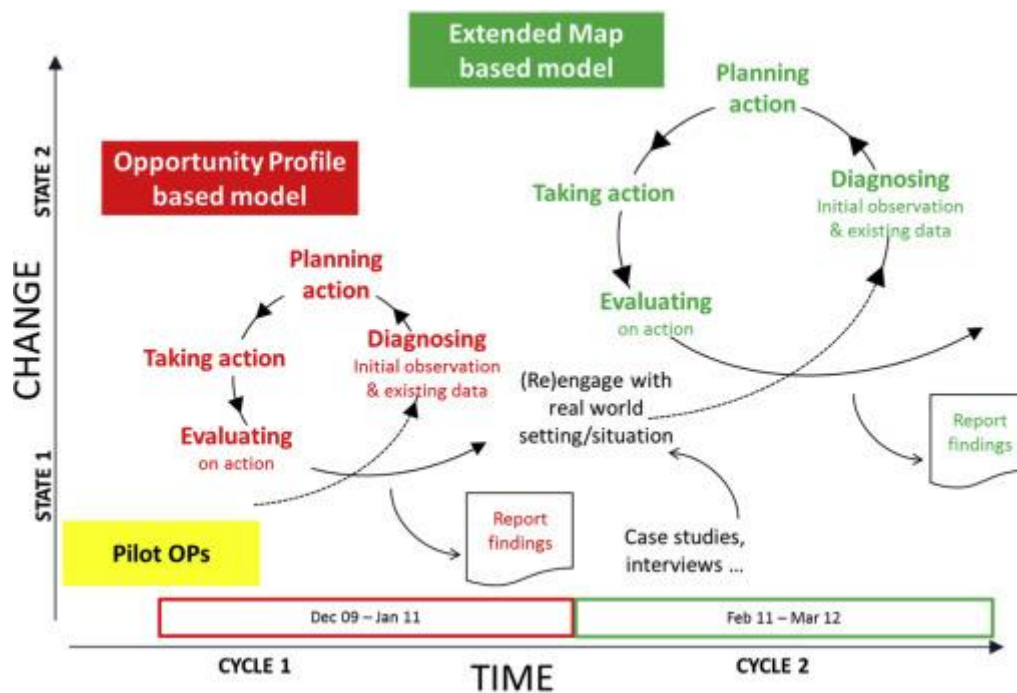 Extended Map
based model
Planning
action
Opportunity Profile
based model
Taking action
Diagnosing
Initial observation
& existing data
Evaluating
on action
Planning
action
Taking action
Diagnosing
Initial observation
& existing data
Evaluating
on action
(Re)engage with
real world
setting/situation
Report
findings
Report
findings
Case studies,
interviews ...
Pilot OPs
CHANGE
STATE 2
STATE 1
Dec 09 – Jan 11
Feb 11 – Mar 12
CYCLE 1
TIME
CYCLE 2